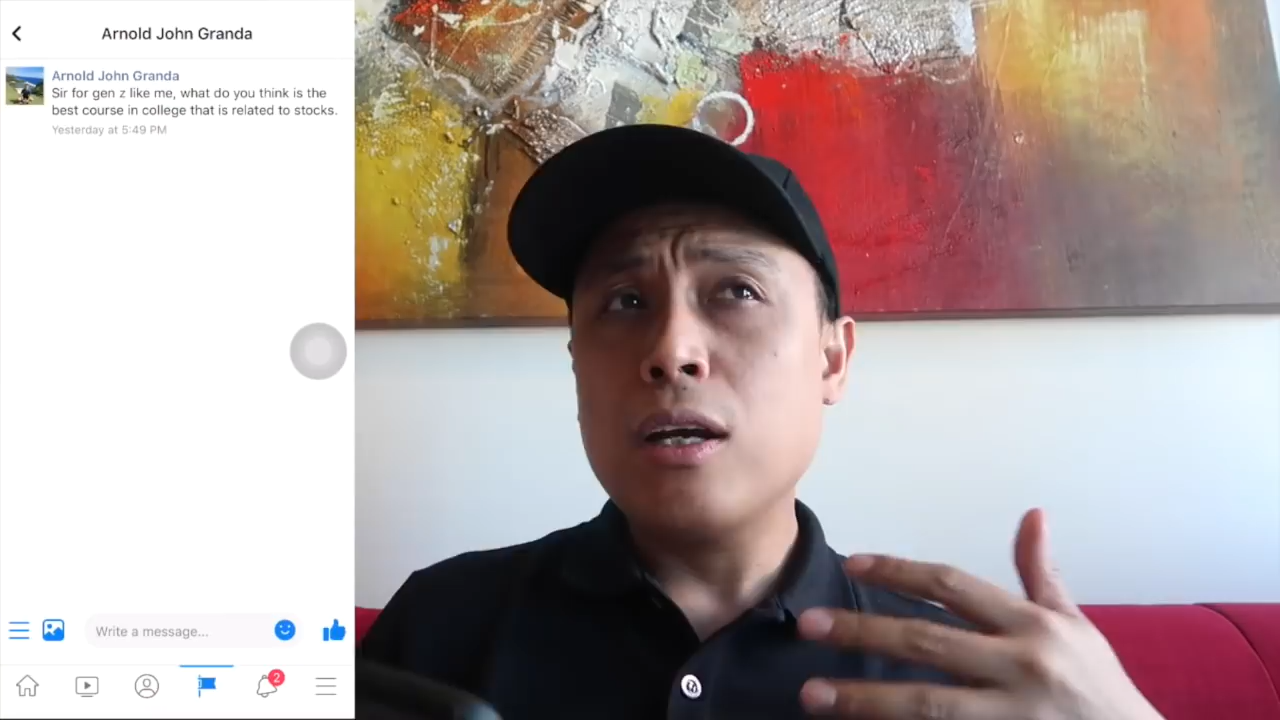 Arnold John Granda
Arnold John Granda
Sir for gen z like me, what do you think is the
best course in college that is related to stocks.
Yesterday at 5:49 PM
Write a message...
2